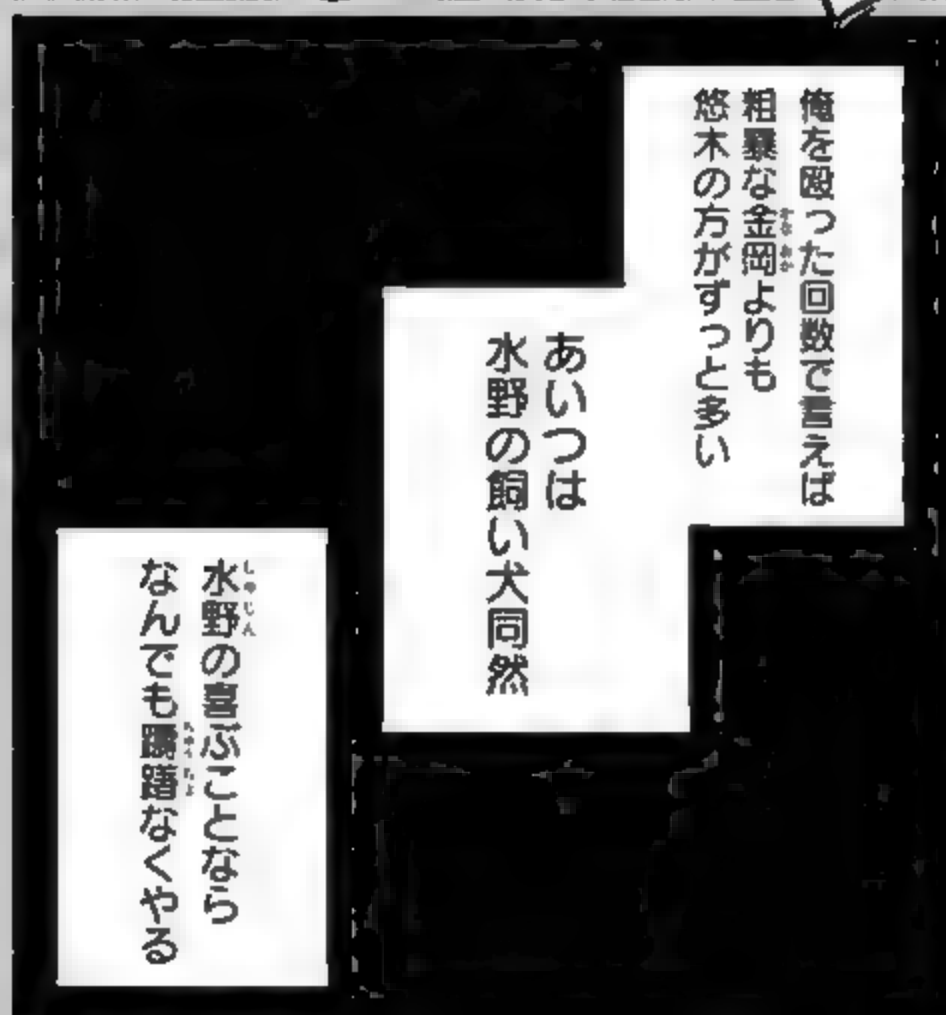 俺を殴った回数で言えば
粗暴な金岡よりも
悠木の方がずっと多い
あいつは
水野の飼い犬同然
水野の喜ぶことなら
なんでも躊躇なくやる